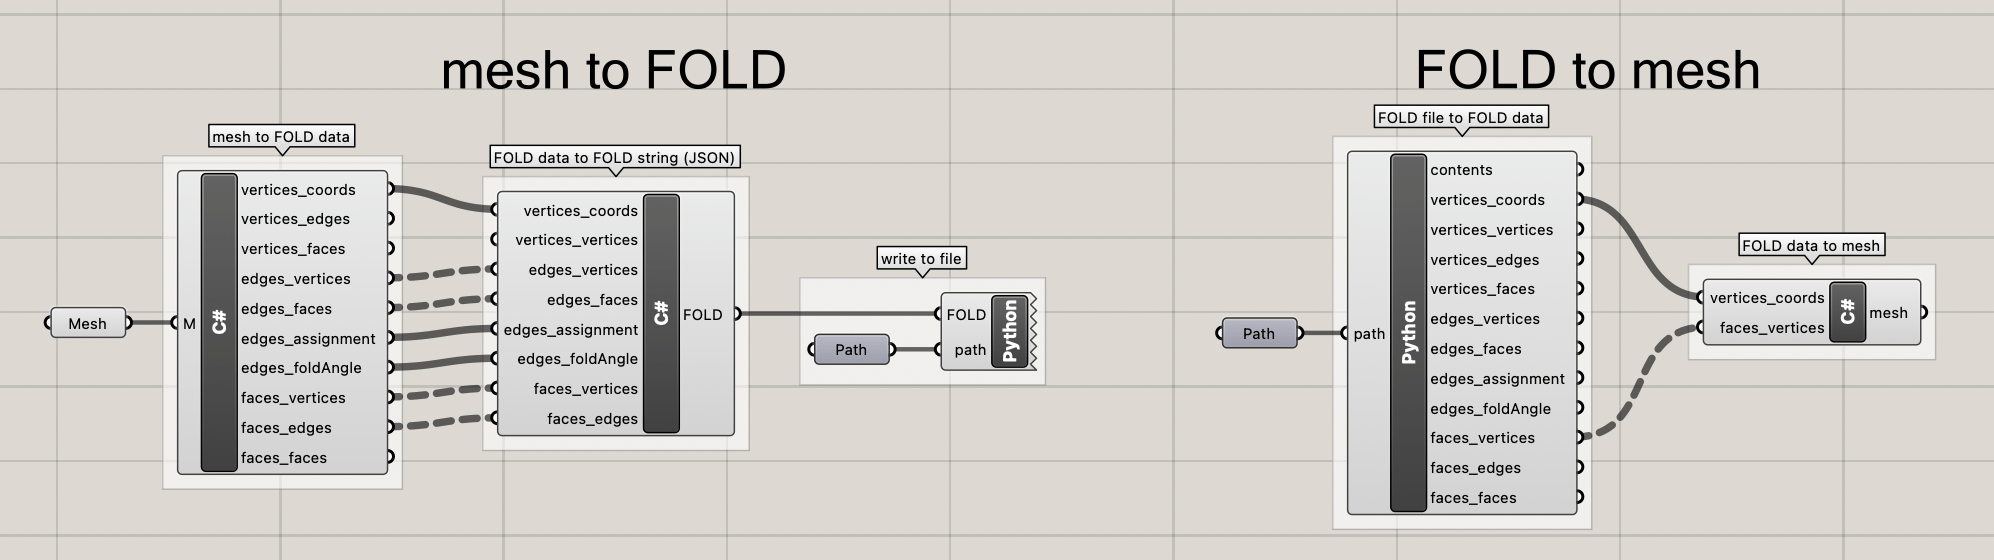 mesh to FOLD
mesh to FOLD data
Mesh
M
C#
vertices_coords
vertices_edges
vertices_faces
edges_vertices
edges_faces
edges_assignment
edges_foldAngle
faces_vertices
faces_edges
faces_faces
FOLD data to FOLD string (JSON)
vertices_coords
vertices_vertices
edges_vertices
edges_faces
edges_assignment
edges_foldAngle
faces_vertices
faces_edges
C#
FOLD
write to file
Path
FOLD
path
Python
FOLD to mesh
FOLD file to FOLD data
Path
path
Python
contents
vertices_coords
vertices_vertices
vertices_edges
vertices_faces
edges_vertices
edges_faces
edges_assignment
edges_foldAngle
faces_vertices
faces_edges
faces_faces
FOLD data to mesh
vertices_coords
faces_vertices
C#
mesh